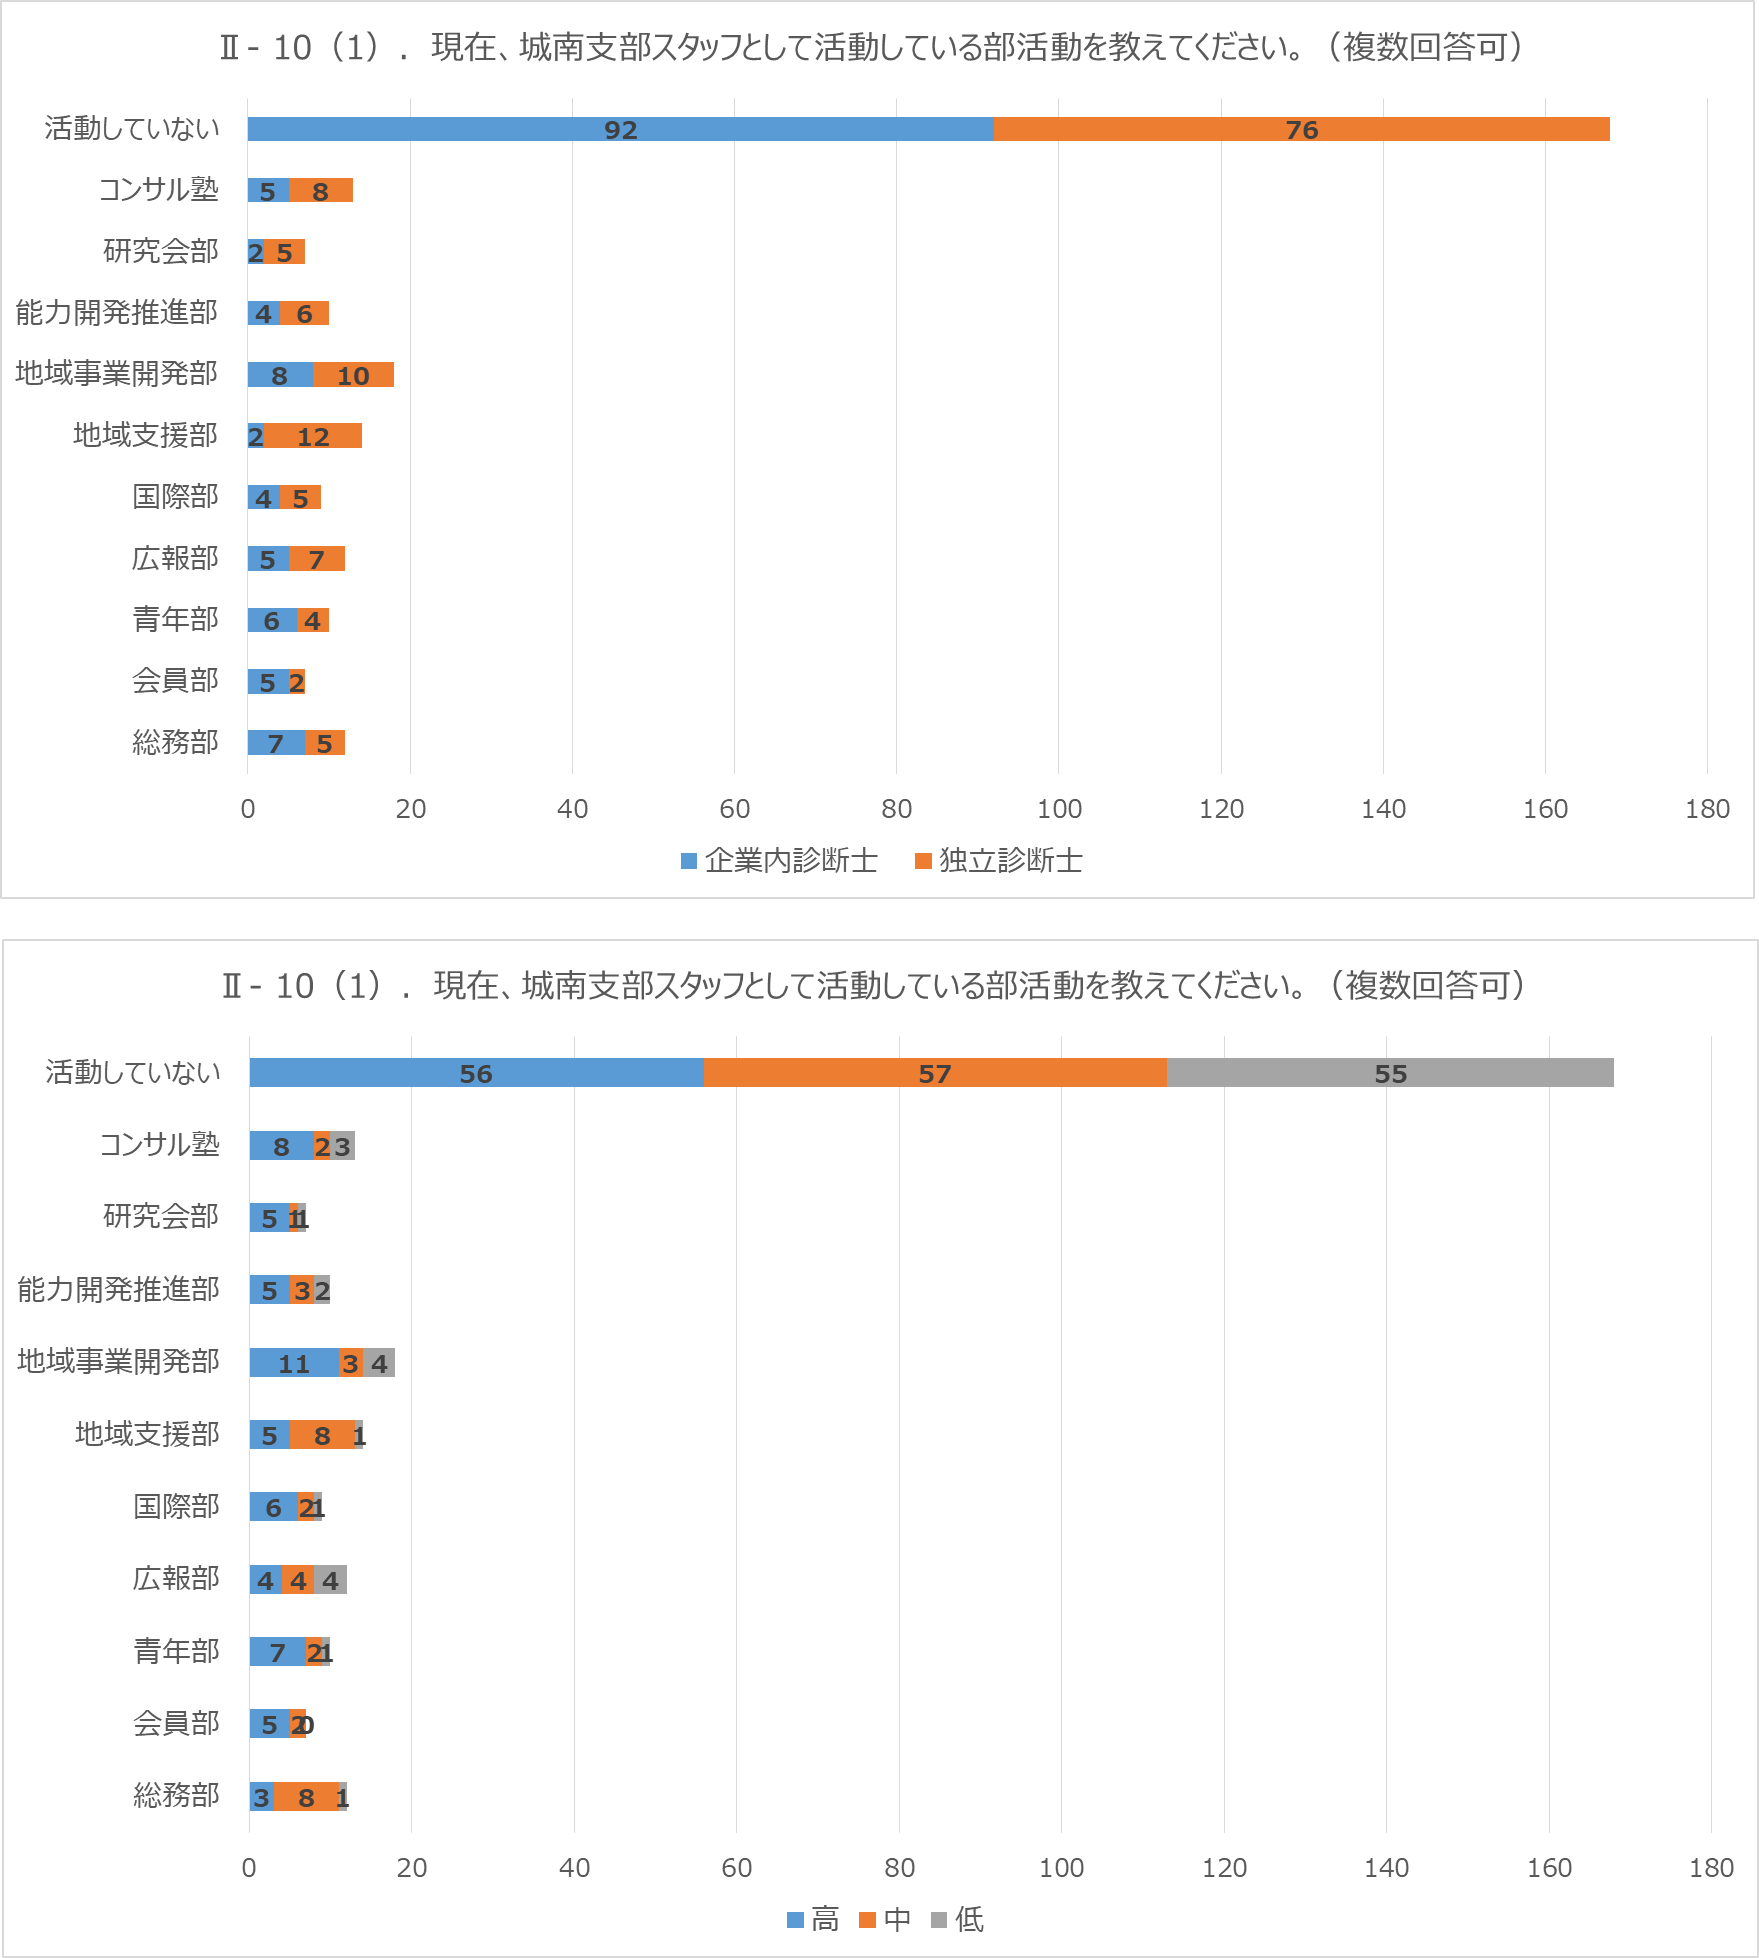 Ⅱ- 10（1）. 現在、城南支部スタッフとして活動している部活動を教えてください。（複数回答可）
活動していない 92 76
コンサル塾 5 8
研究会部 2 5
能力開発推進部 4 6
地域事業開発部 8 10
地域支援部 2 12
国際部 4 5
広報部 5 7
青年部 6 4
会員部 5 2
総務部 7 5
0 20 40 60 80 100 120 140 160 180
企業内診断士 独立診断士
Ⅱ- 10（1）. 現在、城南支部スタッフとして活動している部活動を教えてください。（複数回答可）
活動していない 56 57 55
コンサル塾 8 2 3
研究会部 5 1 1
能力開発推進部 5 3 2
地域事業開発部 11 3 4
地域支援部 5 8 1
国際部 6 2 1
広報部 4 4 4
青年部 7 2 1
会員部 5 2 0
総務部 3 8 1
0 20 40 60 80 100 120 140 160 180
高 中 低